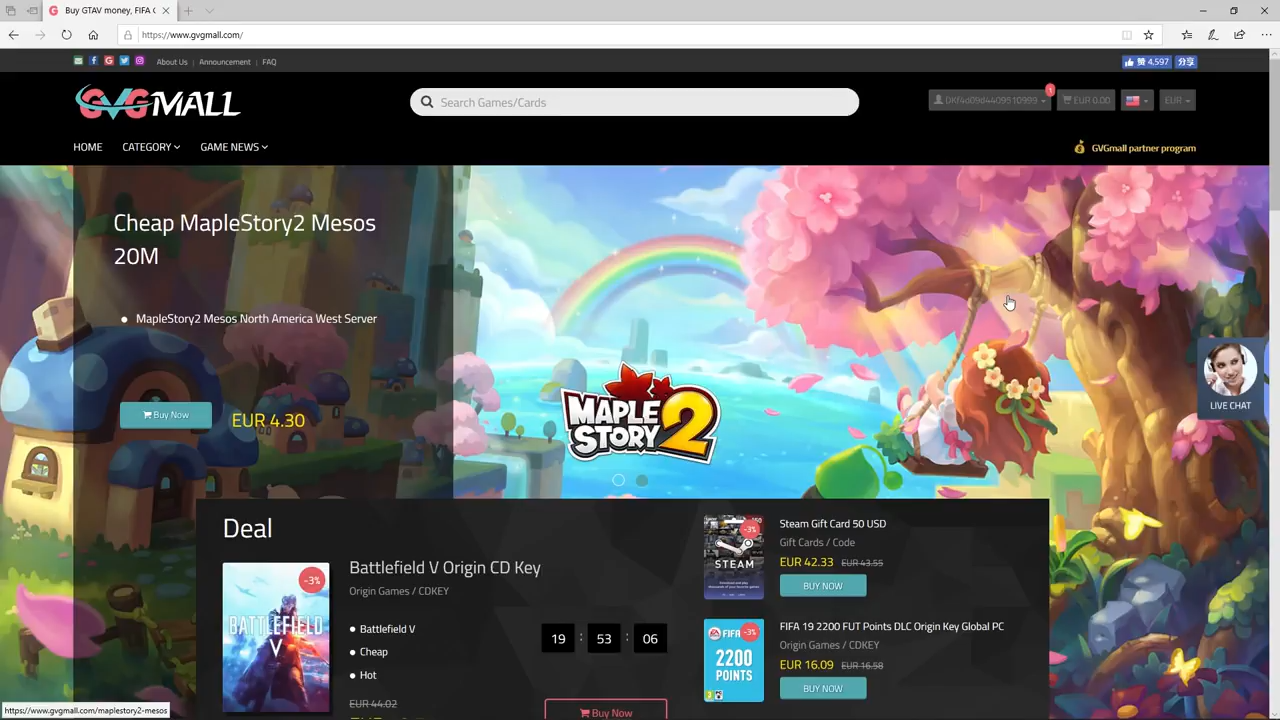 Buy GTAV money, FIFA C
https://www.gvgmall.com/
About Us | Announcement | FAQ
赞 4,597 分享
GVGMALL
Search Games/Cards
1
EUR 0.00
EUR
HOME CATEGORY GAME NEWS
GVGmall partner program
Cheap MapleStory2 Mesos
20M
MapleStory2 Mesos North America West Server
Buy Now
EUR 4.30
MAPLE
STORY 2
LIVE CHAT
Deal
-3%
BATTLEFIELD
V
Battlefield V Origin CD Key
Origin Games / CDKEY
Battlefield V
Cheap
Hot
19 : 53 : 06
EUR 44.02
Buy Now
-3%
STEAM
Steam Gift Card 50 USD
Gift Cards / Code
EUR 42.33 EUR 43.55
BUY NOW
FIFA
-3%
2200
POINTS
FIFA 19 2200 FUT Points DLC Origin Key Global PC
Origin Games / CDKEY
EUR 16.09 EUR 16.58
BUY NOW
https://www.gvgmall.com/maplestory2-mesos